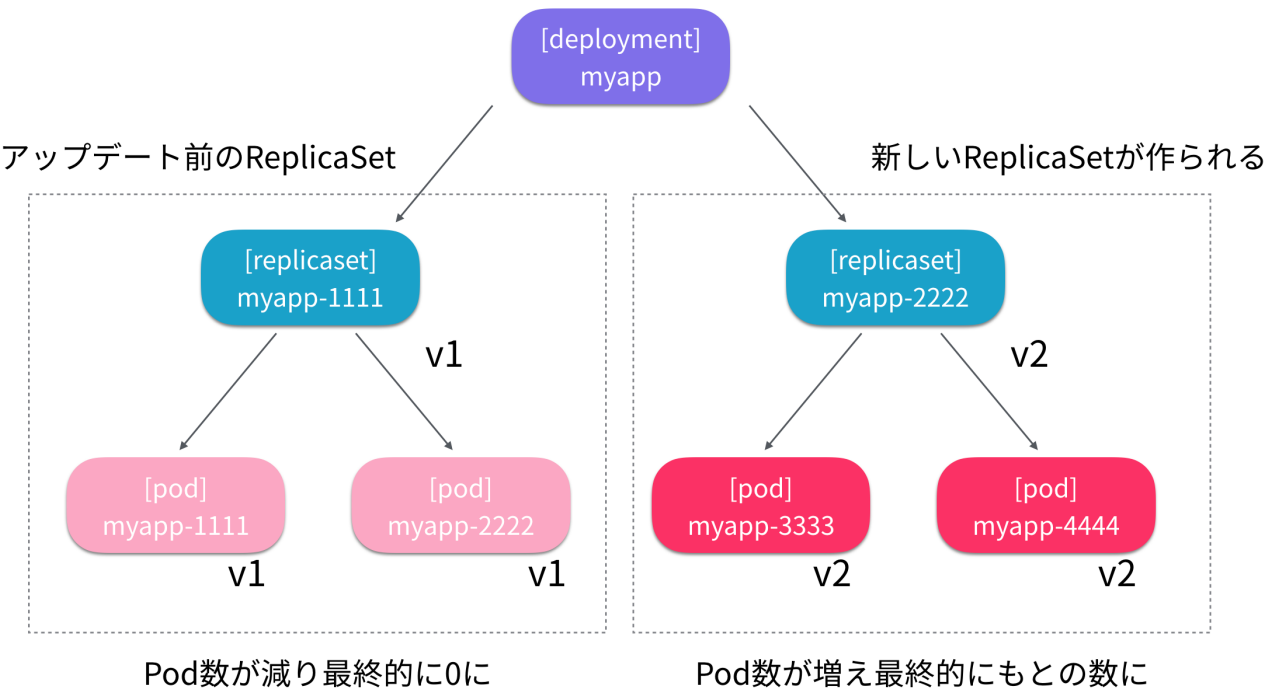 [deployment]
myapp
アップデート前のReplicaSet
新しいReplicaSetが作られる
[replicaset]
myapp-1111
v1
[replicaset]
myapp-2222
v2
[pod]
myapp-1111
v1
[pod]
myapp-2222
v1
[pod]
myapp-3333
v2
[pod]
myapp-4444
v2
Pod数が減り最終的に0に
Pod数が増え最終的にもとの数に